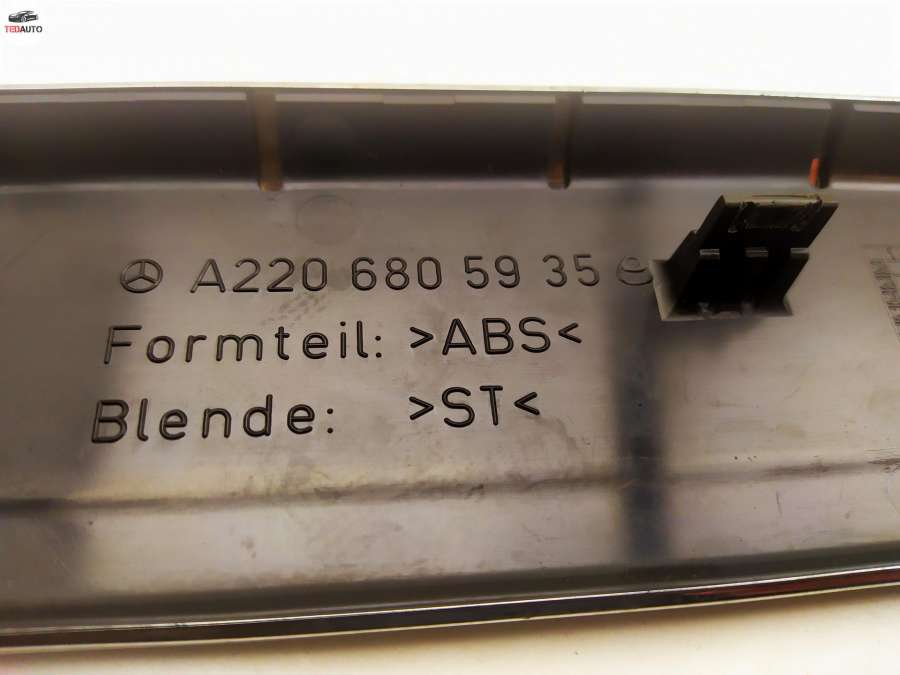 TEDAUTO
A220 680 59 35
Formteil: >ABS<
Blende: >ST<